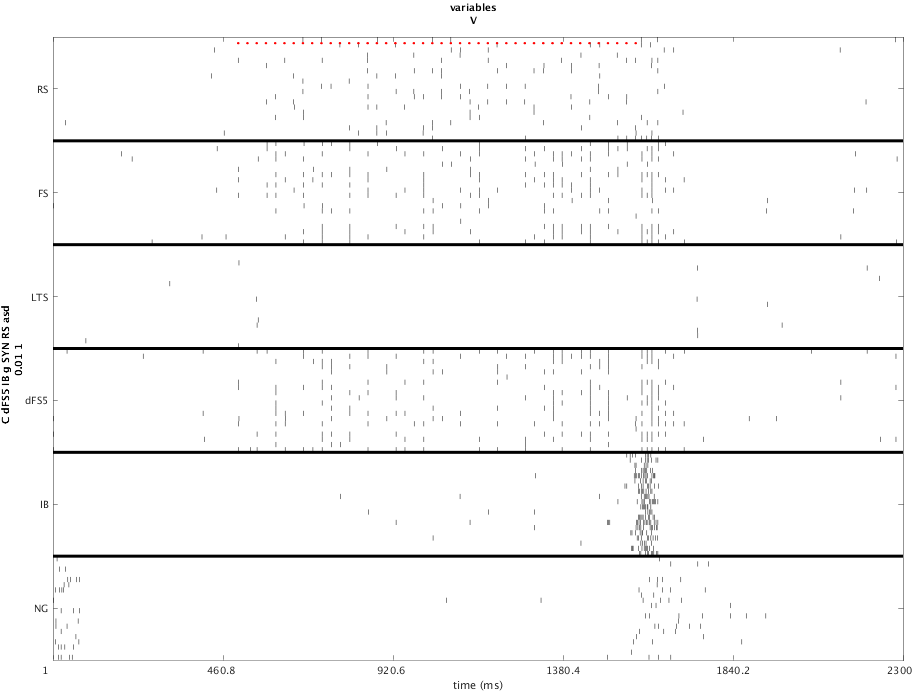 variables
V
RS
FS
LTS
dFS5
IB
NG
C dFS5 IB g SYN RS asd
0.01 1
1
460.8
920.6
1380.4
1840.2
2300
time (ms)